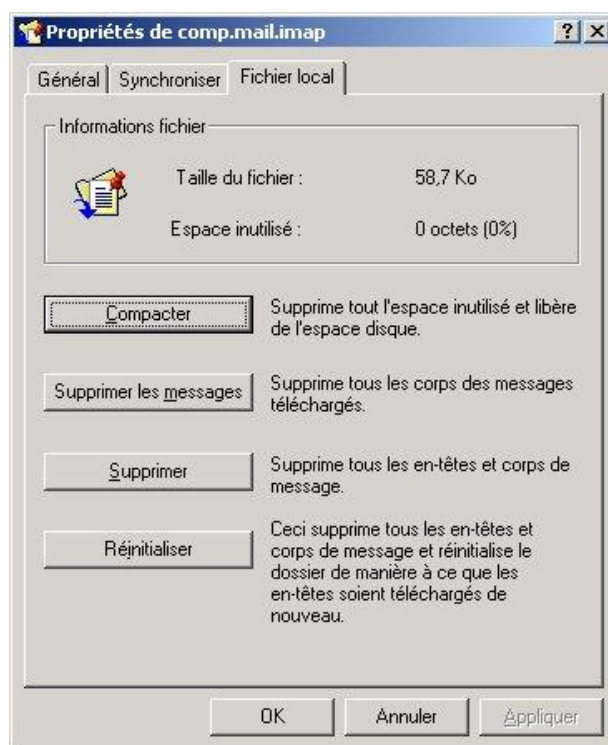 Propriétés de comp.mail.imap
Général
Synchroniser
Fichier local
Informations fichier
Taille du fichier : 58,7 Ko
Espace inutilisé : 0 octets (0%)
Compacter
Supprime tout l'espace inutilisé et libère
de l'espace disque.
Supprimer les messages
Supprime tous les corps des messages
téléchargés.
Supprimer
Supprime tous les en-têtes et corps de
message.
Réinitialiser
Ceci supprime tous les en-têtes et
corps de message et réinitialise le
dossier de manière à ce que les
en-têtes soient téléchargés de
nouveau.
OK
Annuler
Appliquer